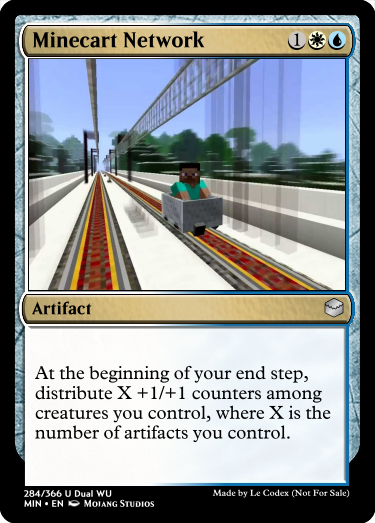 Minecart Network 1
Artifact
At the beginning of your end step,
distribute X +1/+1 counters among
creatures you control, where X is the
number of artifacts you control.
284/366 U Dual WU Made by Le Codex (Not For Sale)
MIN • EN Mojang Studios